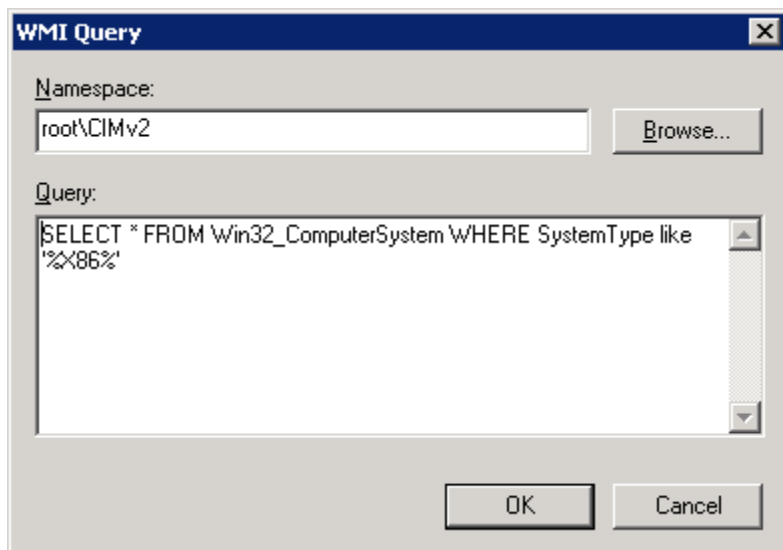 WMI Query
Namespace:
root\CIMv2
Browse...
Query:
SELECT * FROM Win32_ComputerSystem WHERE SystemType like
'%X86%'
OK
Cancel